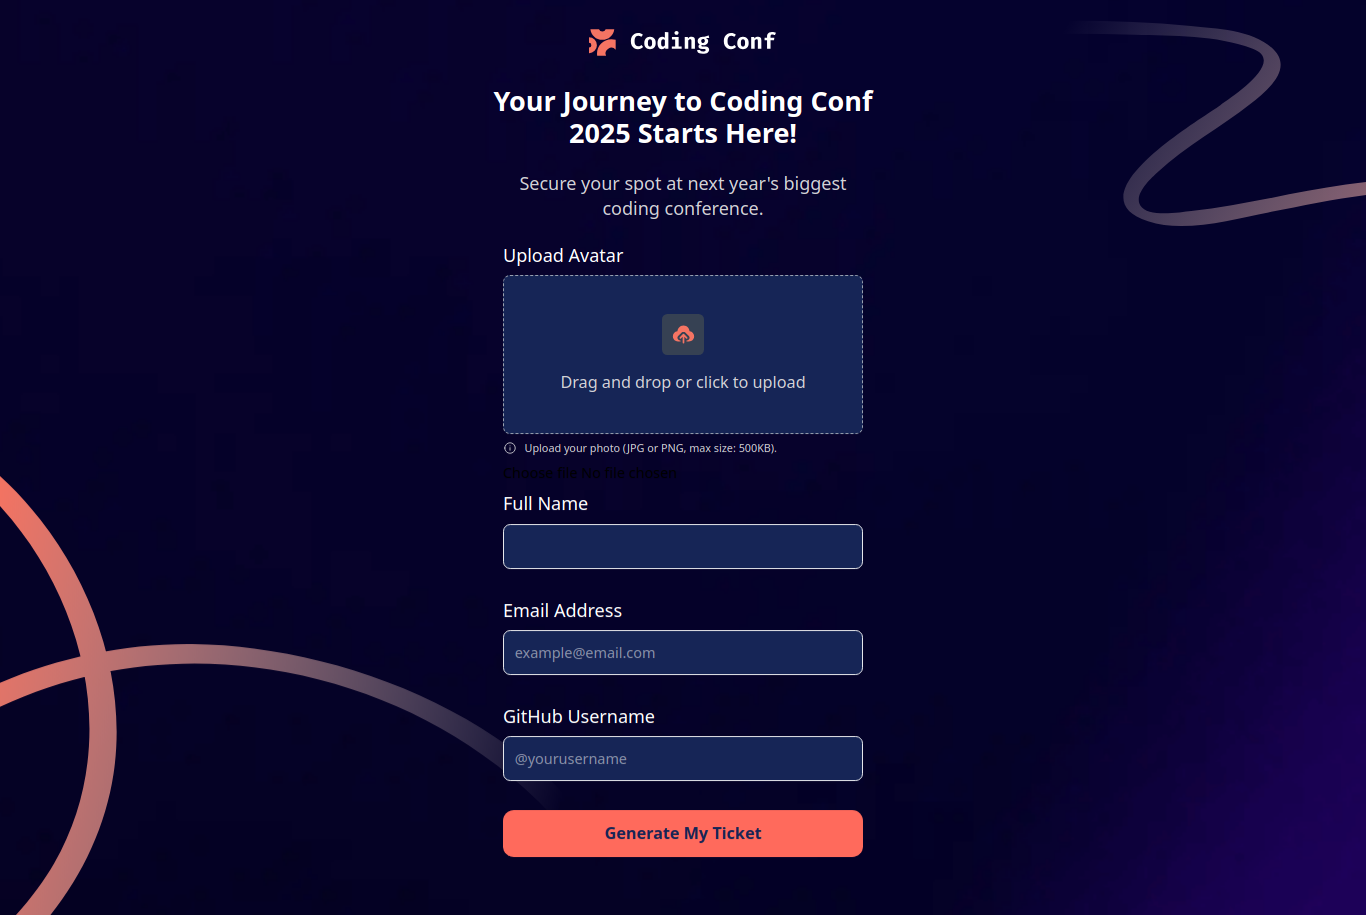 Coding Conf
Your Journey to Coding Conf
2025 Starts Here!
Secure your spot at next year's biggest
coding conference.
Upload Avatar
Drag and drop or click to upload
Upload your photo (JPG or PNG, max size: 500KB).
Choose file No file chosen
Full Name
Email Address
example@email.com
GitHub Username
@yourusername
Generate My Ticket